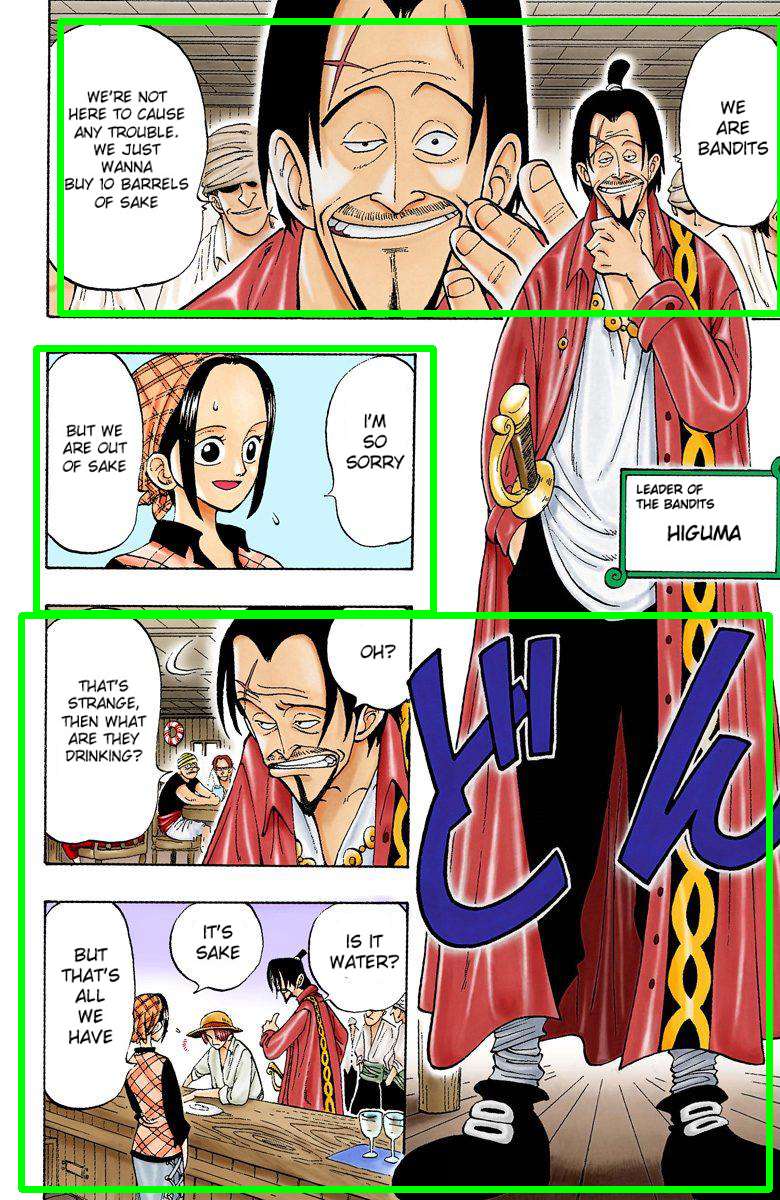 WE
ARE
BANDITS
WE'RE NOT
HERE TO CAUSE
ANY TROUBLE.
WE JUST
WANNA
BUY 10 BARRELS
OF SAKE
LEADER OF
THE BANDITS
HIGUMA
I'M
SO
SORRY
BUT WE
ARE OUT
OF SAKE
OH?
THAT'S
STRANGE,
THEN WHAT
ARE THEY
DRINKING?
どん
IS IT
WATER?
IT'S
SAKE
BUT
THAT'S
ALL
WE
HAVE